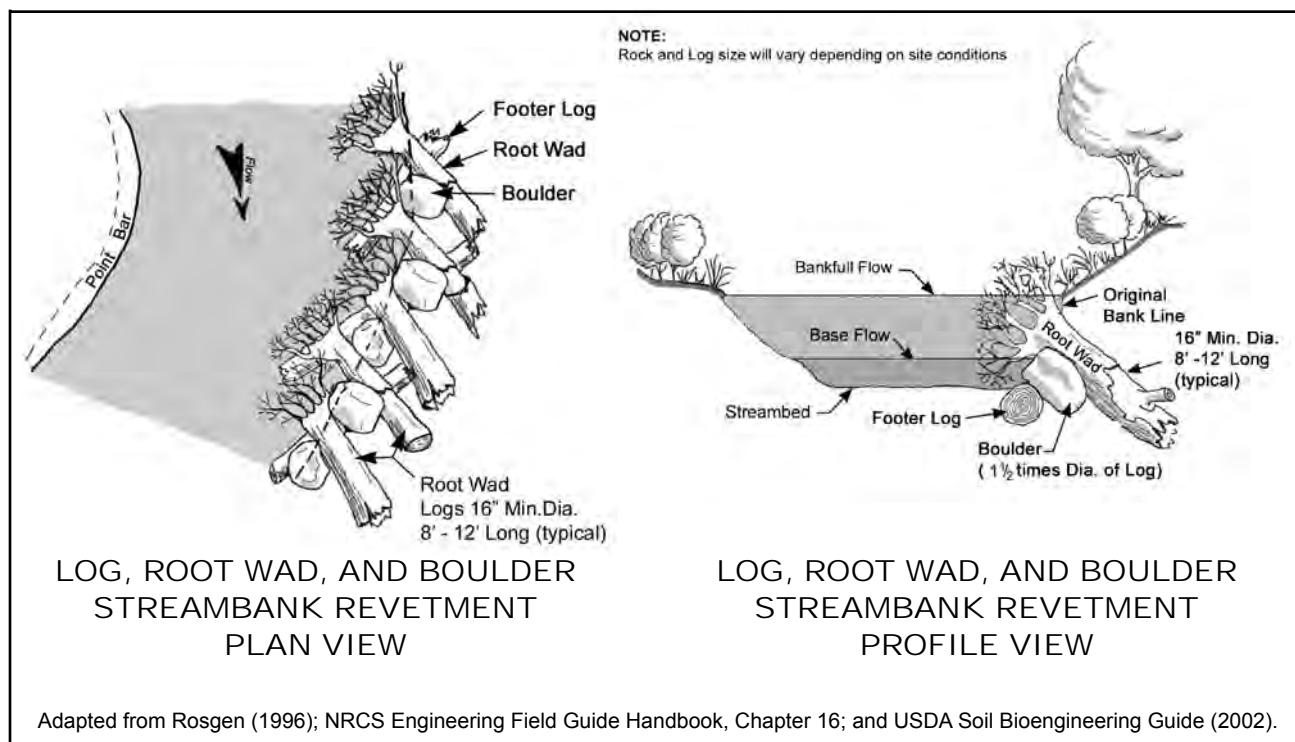 NOTE:
Rock and Log size will vary depending on site conditions
Footer Log
Root Wad
Boulder
Flow
Point Bar
Root Wad
Logs 16" Min.Dia.
8' - 12' Long (typical)
LOG, ROOT WAD, AND BOULDER
STREAMBANK REVETMENT
PLAN VIEW
Bankfull Flow
Original
Bank Line
Base Flow
Root Wad
16" Min. Dia.
8' -12' Long
(typical)
Streambed
Footer Log
Boulder
( 1½ times Dia. of Log)
LOG, ROOT WAD, AND BOULDER
STREAMBANK REVETMENT
PROFILE VIEW
Adapted from Rosgen (1996); NRCS Engineering Field Guide Handbook, Chapter 16; and USDA Soil Bioengineering Guide (2002).